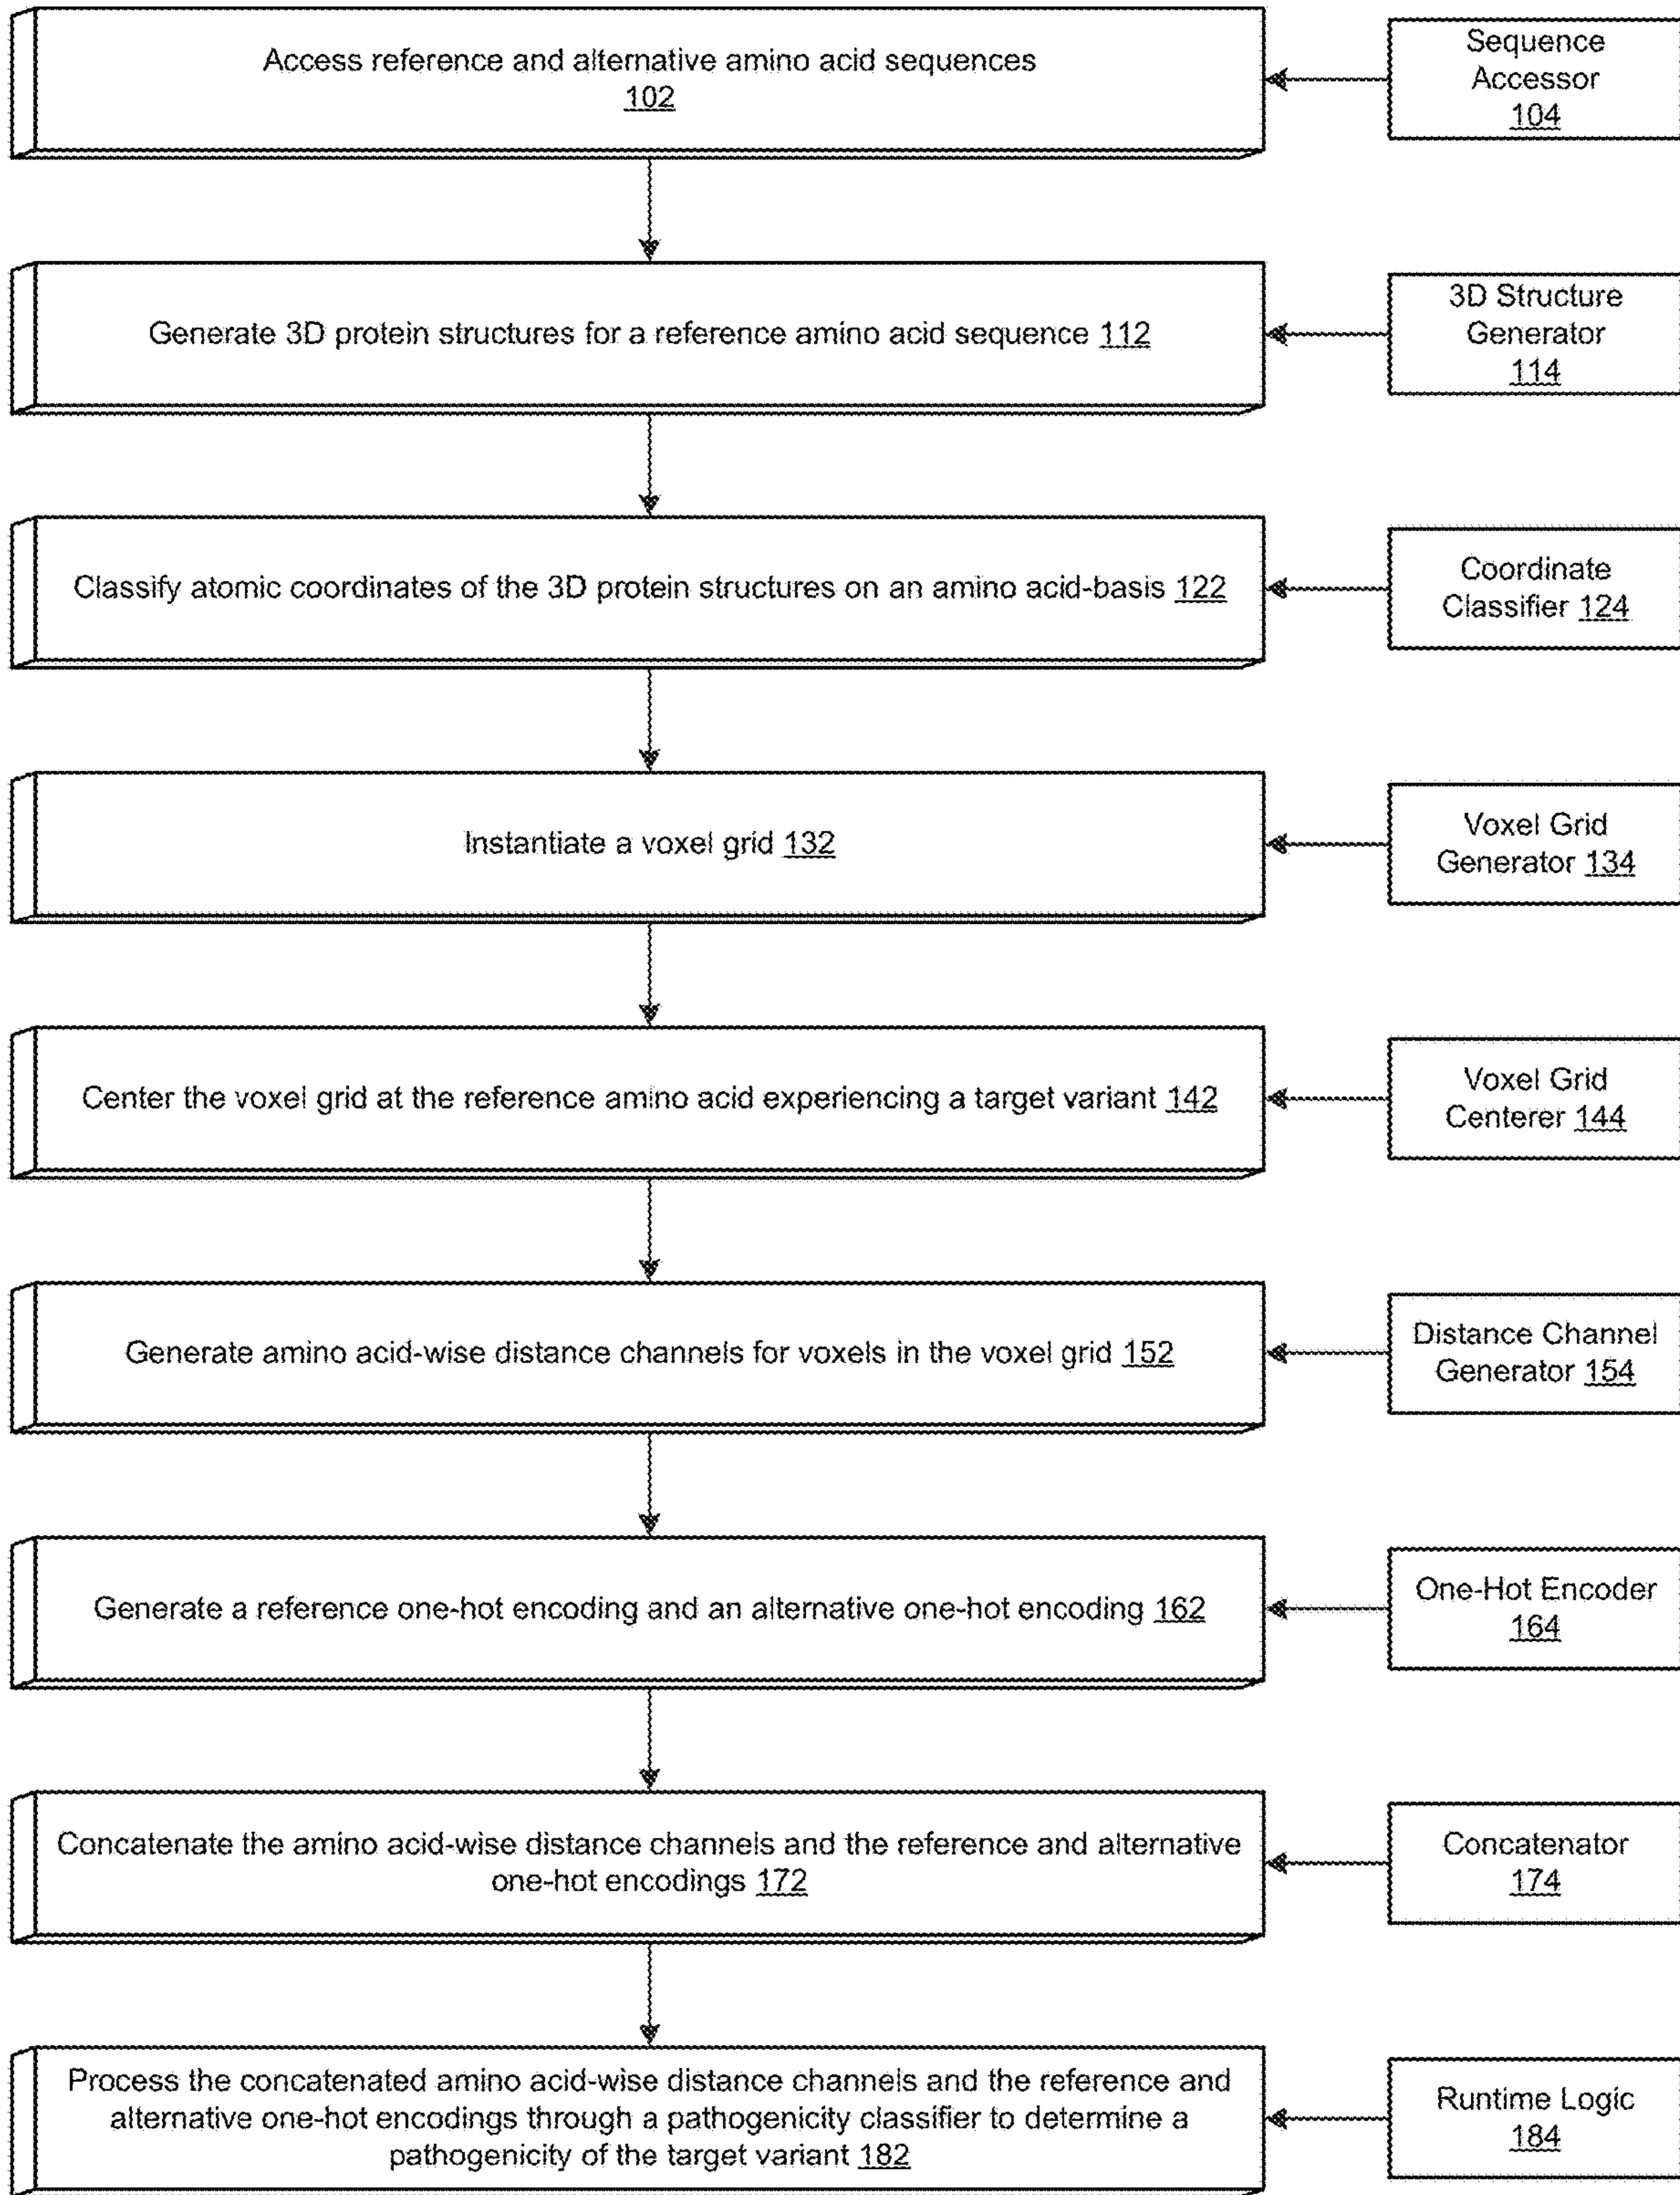 Access reference and alternative amino acid sequences
102
Sequence
Accessor
104
Generate 3D protein structures for a reference amino acid sequence 112
3D Structure
Generator
114
Classify atomic coordinates of the 3D protein structures on an amino acid-basis 122
Coordinate
Classifier 124
Instantiate a voxel grid 132
Voxel Grid
Generator 134
Center the voxel grid at the reference amino acid experiencing a target variant 142
Voxel Grid
Centerer 144
Generate amino acid-wise distance channels for voxels in the voxel grid 152
Distance Channel
Generator 154
Generate a reference one-hot encoding and an alternative one-hot encoding 162
One-Hot Encoder
164
Concatenate the amino acid-wise distance channels and the reference and alternative
one-hot encodings 172
Concatenator
174
Process the concatenated amino acid-wise distance channels and the reference and
alternative one-hot encodings through a pathogenicity classifier to determine a
pathogenicity of the target variant 182
Runtime Logic
184